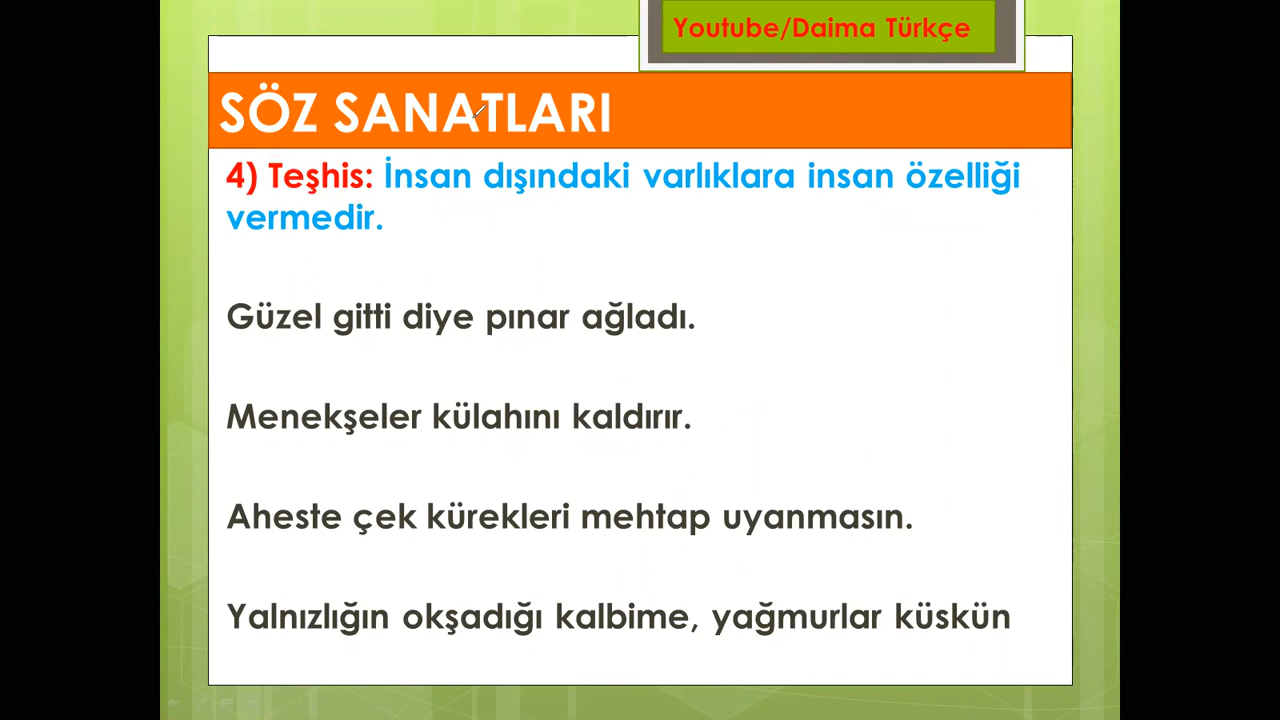 Youtube/Daima Türkçe
SÖZ SANATLARI
4) Teşhis: İnsan dışındaki varlıklara insan özelliği
vermedir.
Güzel gitti diye pınar ağladı.
Menekşeler külahını kaldırır.
Aheste çek kürekleri mehtap uyanmasın.
Yalnızlığın okşadığı kalbime, yağmurlar küskün